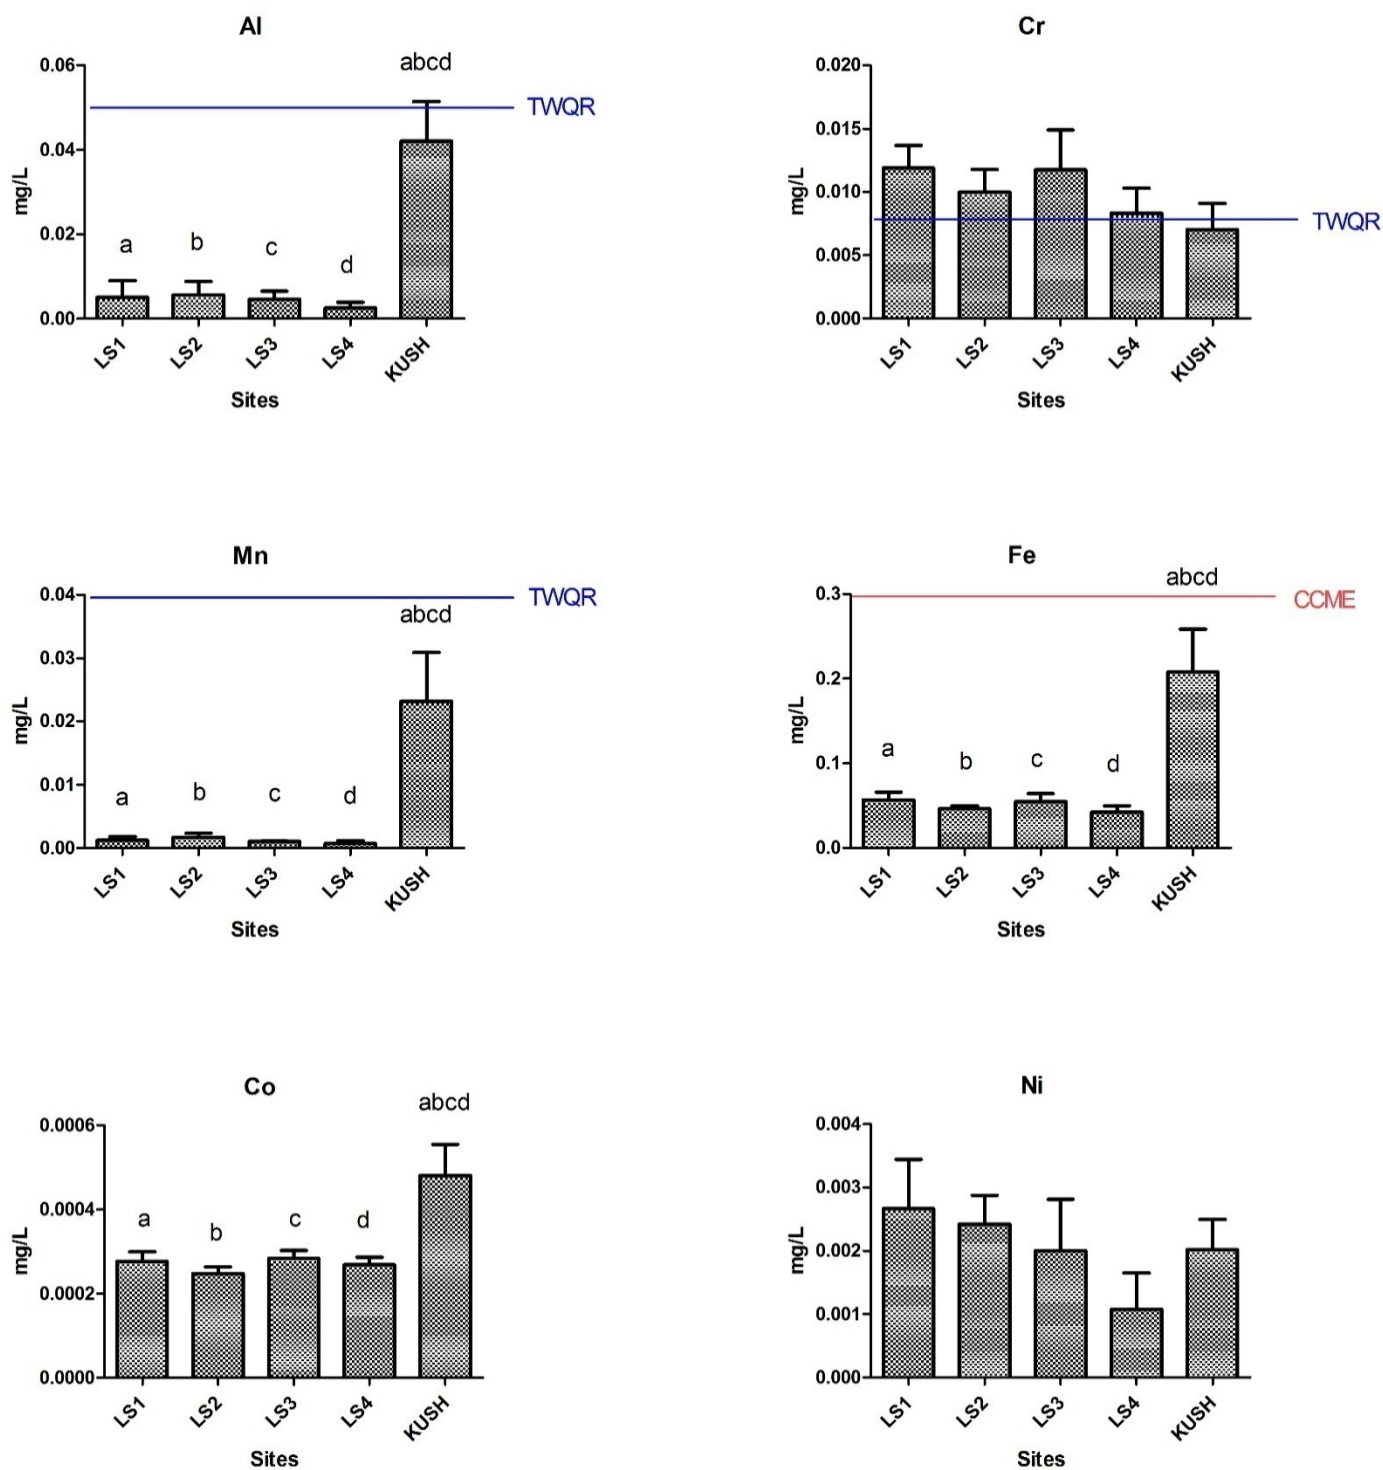 Al
abcd
0.06
TWQR
0.04
mg/L
0.02
a
b
c
d
0.00
LS1
LS2
LS3
LS4
KUSH
Sites
Cr
0.020
0.015
mg/L
0.010
TWQR
0.005
0.000
LS1
LS2
LS3
LS4
KUSH
Sites
Mn
0.04
TWQR
abcd
0.03
mg/L
0.02
0.01
a
b
c
d
0.00
LS1
LS2
LS3
LS4
KUSH
Sites
Fe
abcd
0.3
CCME
0.2
mg/L
a
b
c
d
0.1
0.0
LS1
LS2
LS3
LS4
KUSH
Sites
Co
abcd
0.0006
0.0004
mg/L
a
b
c
d
0.0002
0.0000
LS1
LS2
LS3
LS4
KUSH
Sites
Ni
0.004
0.003
mg/L
0.002
0.001
0.000
LS1
LS2
LS3
LS4
KUSH
Sites